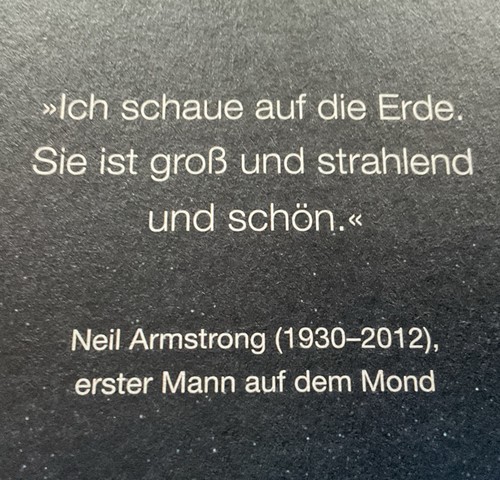 »Ich schaue auf die Erde.
Sie ist groß und strahlend
und schön.«
Neil Armstrong (1930–2012),
erster Mann auf dem Mond